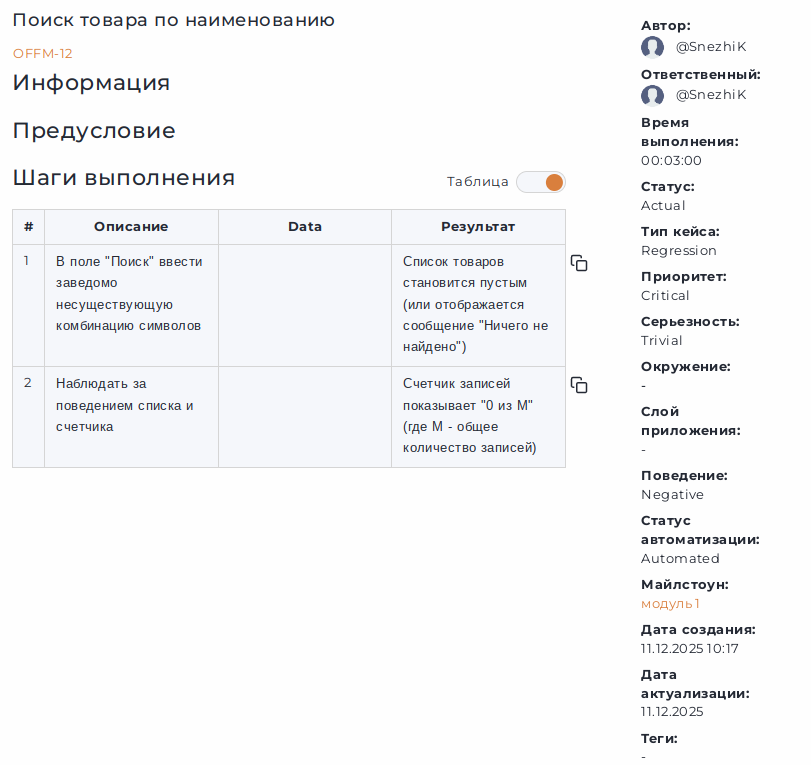 Поиск товара по наименованию
OFFM-12
Информация
Предусловие
Шаги выполнения
Таблица
# Описание Data Результат
1 В поле "Поиск" ввести Список товаров
заведомо становится пустым
несуществующую (или отображается
комбинацию символов сообщение "Ничего не
найдено")
2 Наблюдать за Счетчик записей
поведением списка и показывает "0 из M"
счетчика (где M - общее
количество записей)
Автор:
@SnezhiK
Ответственный:
@SnezhiK
Время
выполнения:
00:03:00
Статус:
Actual
Тип кейса:
Regression
Приоритет:
Critical
Серьезность:
Trivial
Окружение:
-
Слой
приложения:
-
Поведение:
Negative
Статус
автоматизации:
Automated
Майлстоун:
модуль 1
Дата создания:
11.12.2025 10:17
Дата
актуализации:
11.12.2025
Теги:
-